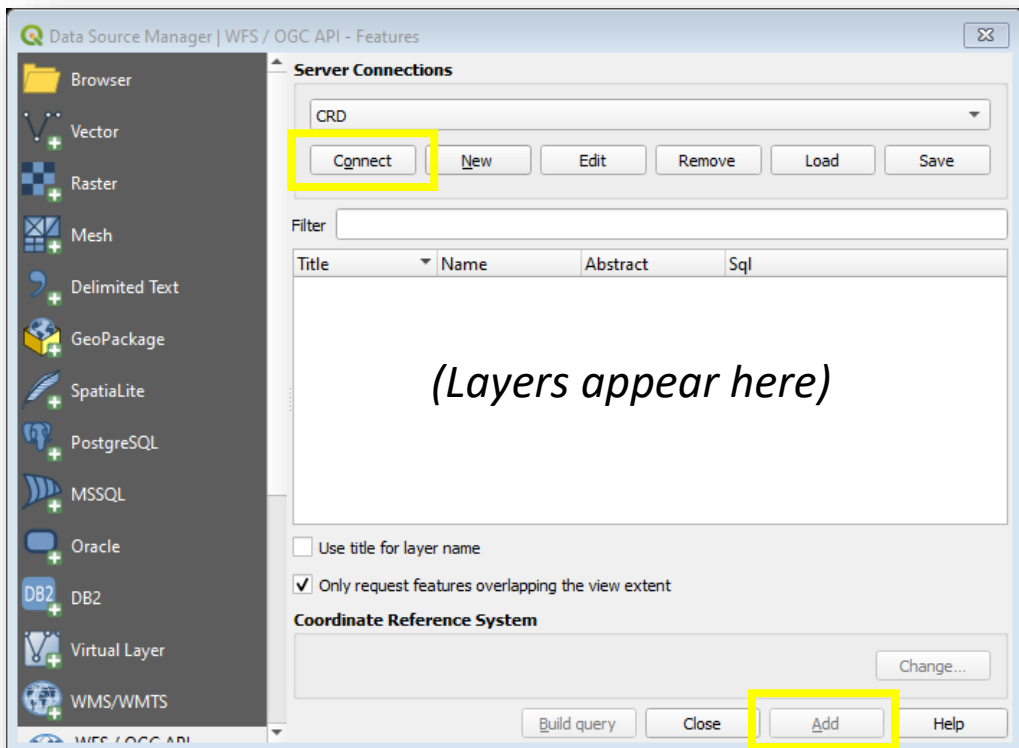 Data Source Manager | WFS / OGC API - Features
Browser
Vector
Raster
Mesh
Delimited Text
GeoPackage
SpatiaLite
PostgreSQL
MSSQL
Oracle
DB2 DB2
Virtual Layer
WMS/WMTS
WFS / OGC API
Server Connections
CRD
Connect New Edit Remove Load Save
Filter
Title Name Abstract Sql
(Layers appear here)
Use title for layer name
Only request features overlapping the view extent
Coordinate Reference System
Change...
Build query Close Add Help